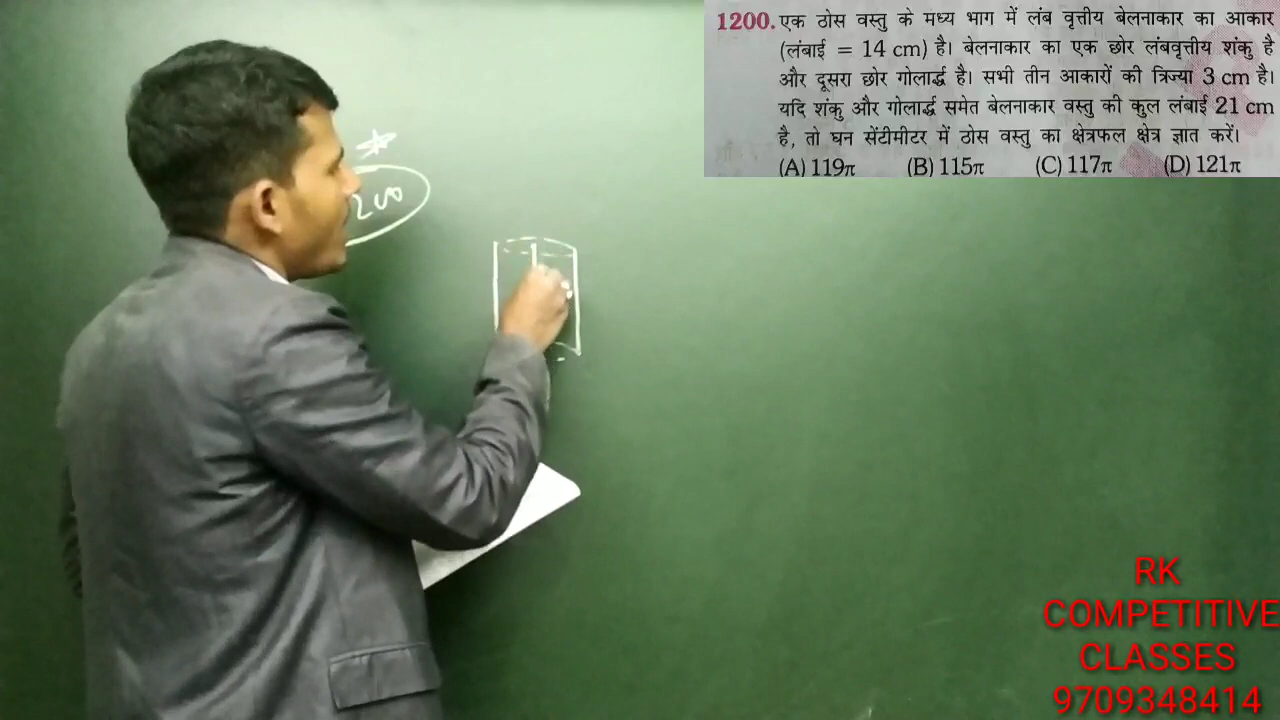 1200. एक ठोस वस्तु के मध्य भाग में लंब वृत्तीय बेलनाकार का आकार
(लंबाई = 14 cm) है। बेलनाकार का एक छोर लंबवृत्तीय शंकु है
और दूसरा छोर गोलार्द्ध है। सभी तीन आकारों की त्रिज्या 3 cm है।
यदि शंकु और गोलार्द्ध समेत बेलनाकार वस्तु की कुल लंबाई 21 cm
है, तो घन सेंटीमीटर में ठोस वस्तु का क्षेत्रफल क्षेत्र ज्ञात करें।
(A) 119π (B) 115π (C) 117π (D) 121π
200
RK
COMPETITIVE
CLASSES
9709348414